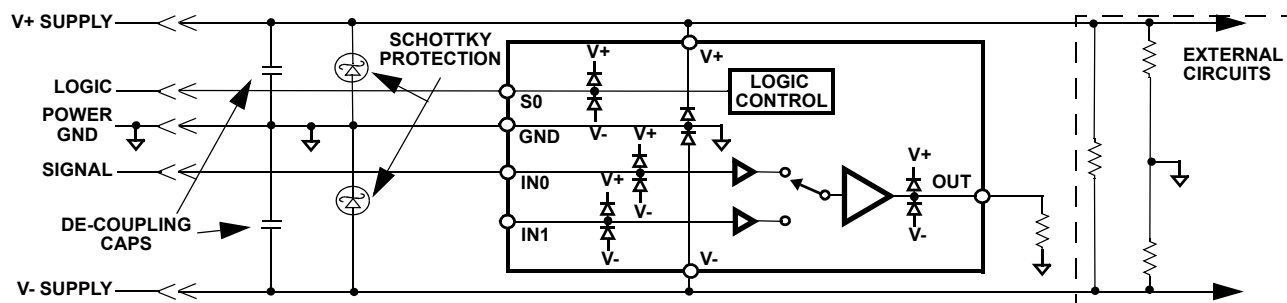 V+ SUPPLY
LOGIC
POWER
GND
SIGNAL
DE-COUPLING
CAPS
V- SUPPLY
SCHOTTKY
PROTECTION
S0
GND
IN0
IN1
V+
V-
V+
V-
V+
V-
V+
LOGIC
CONTROL
V+
V-
OUT
V-
EXTERNAL
CIRCUITS